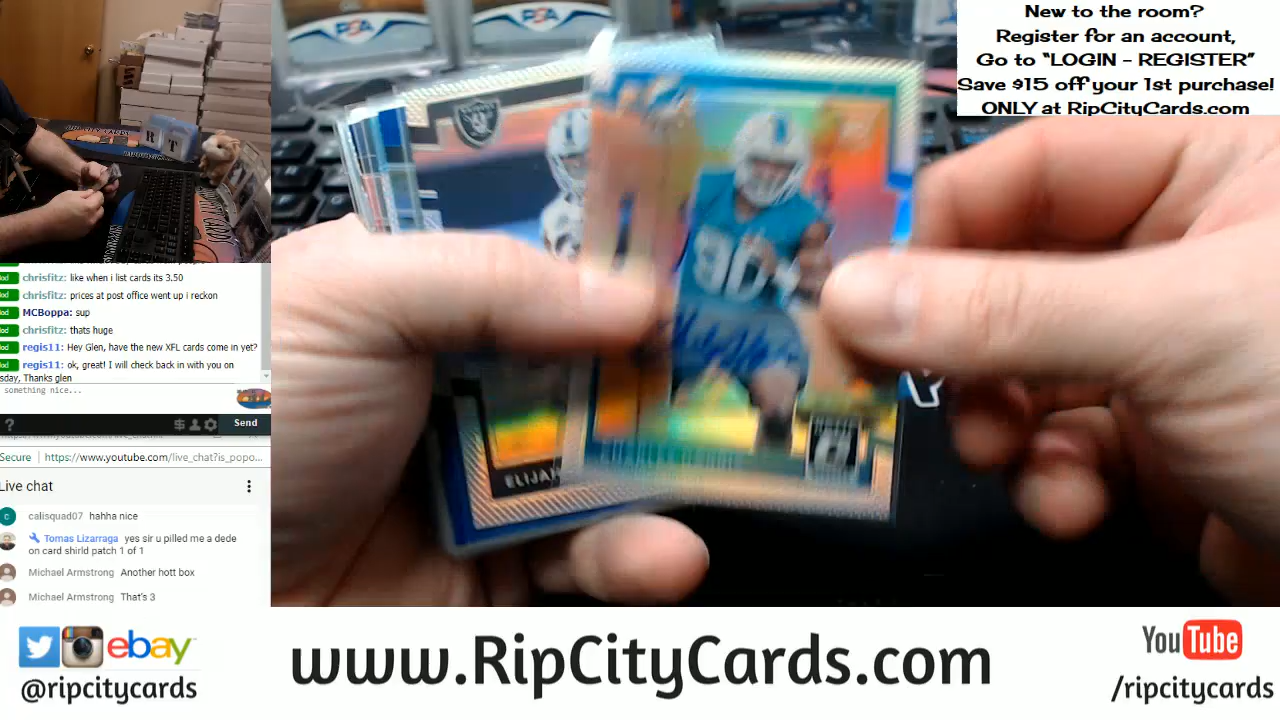 New to the room?
Register for an account,
Go to "LOGIN - REGISTER"
Save $15 off your 1st purchase!
ONLY at RipCityCards.com
PSA
PSA
R
T
chrisfitz: like when i list cards its 3.50
chrisfitz: prices at post office went up i reckon
MCBoppa: sup
chrisfitz: thats huge
regis11: Hey Glen, have the new XFL cards come in yet?
regis11: ok, great! I will check back in with you on
sday, Thanks glen
something nice...
? $ Send
Secure https://www.youtube.com/live_chat?is_popo...
Live chat
c calisquad07 hahha nice
Tomas Lizarraga yes sir u pilled me a dede
on card shirld patch 1 of 1
Michael Armstrong Another hott box
Michael Armstrong That's 3
90
ELIJAH
ebay
@ripcitycards
www.RipCityCards.com
YouTube
/ripcitycards